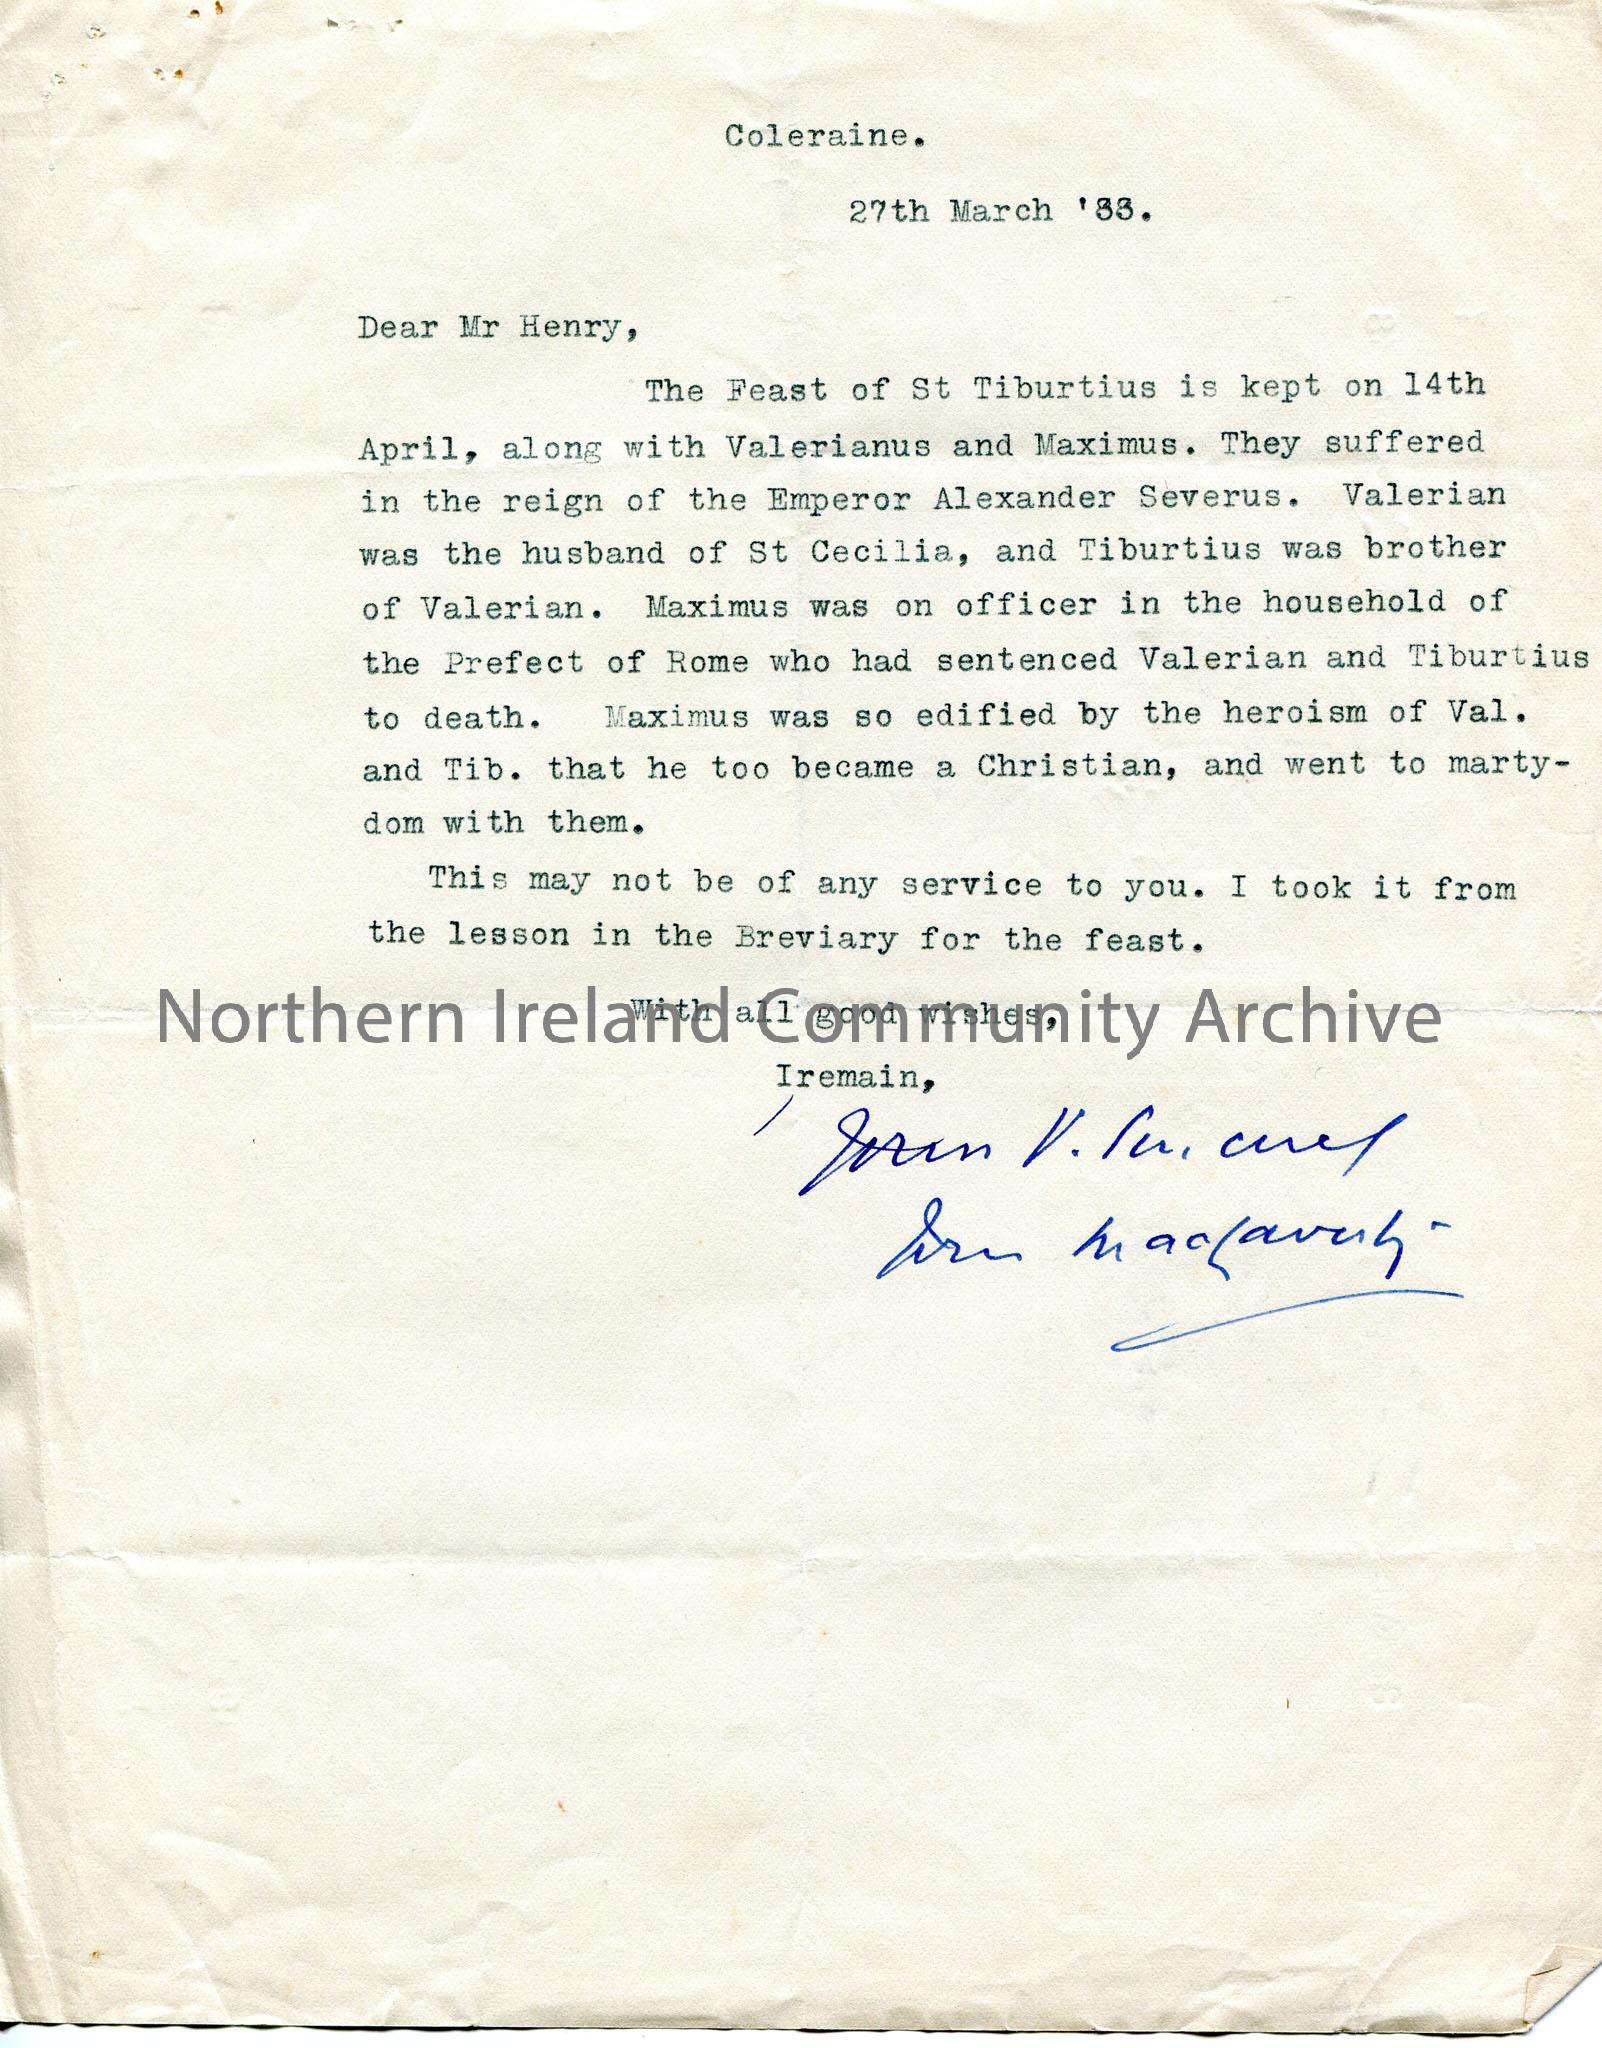 Coleraine.
27th March '33.
Dear Mr Henry,
The Feast of St Tiburtius is kept on 14th
April, along with Valerianus and Maximus. They suffered
in the reign of the Emperor Alexander Severus. Valerian
was the husband of St Cecilia, and Tiburtius was brother
of Valerian. Maximus was on officer in the household of
the Prefect of Rome who had sentenced Valerian and Tiburtius
to death. Maximus was so edified by the heroism of Val.
and Tib. that he too became a Christian, and went to marty-
dom with them.
This may not be of any service to you. I took it from
the lesson in the Breviary for the feast.
With all good wishes,
Northern Ireland Community Archive
Iremain,
V.